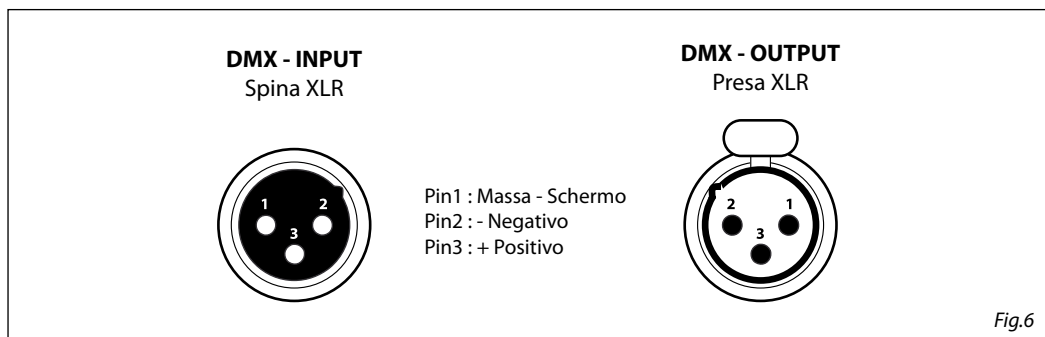 DMX - INPUT
Spina XLR
1
2
3
Pin1 : Massa - Schermo
Pin2 : - Negativo
Pin3 : + Positivo
DMX - OUTPUT
Presa XLR
2
1
3
Fig.6